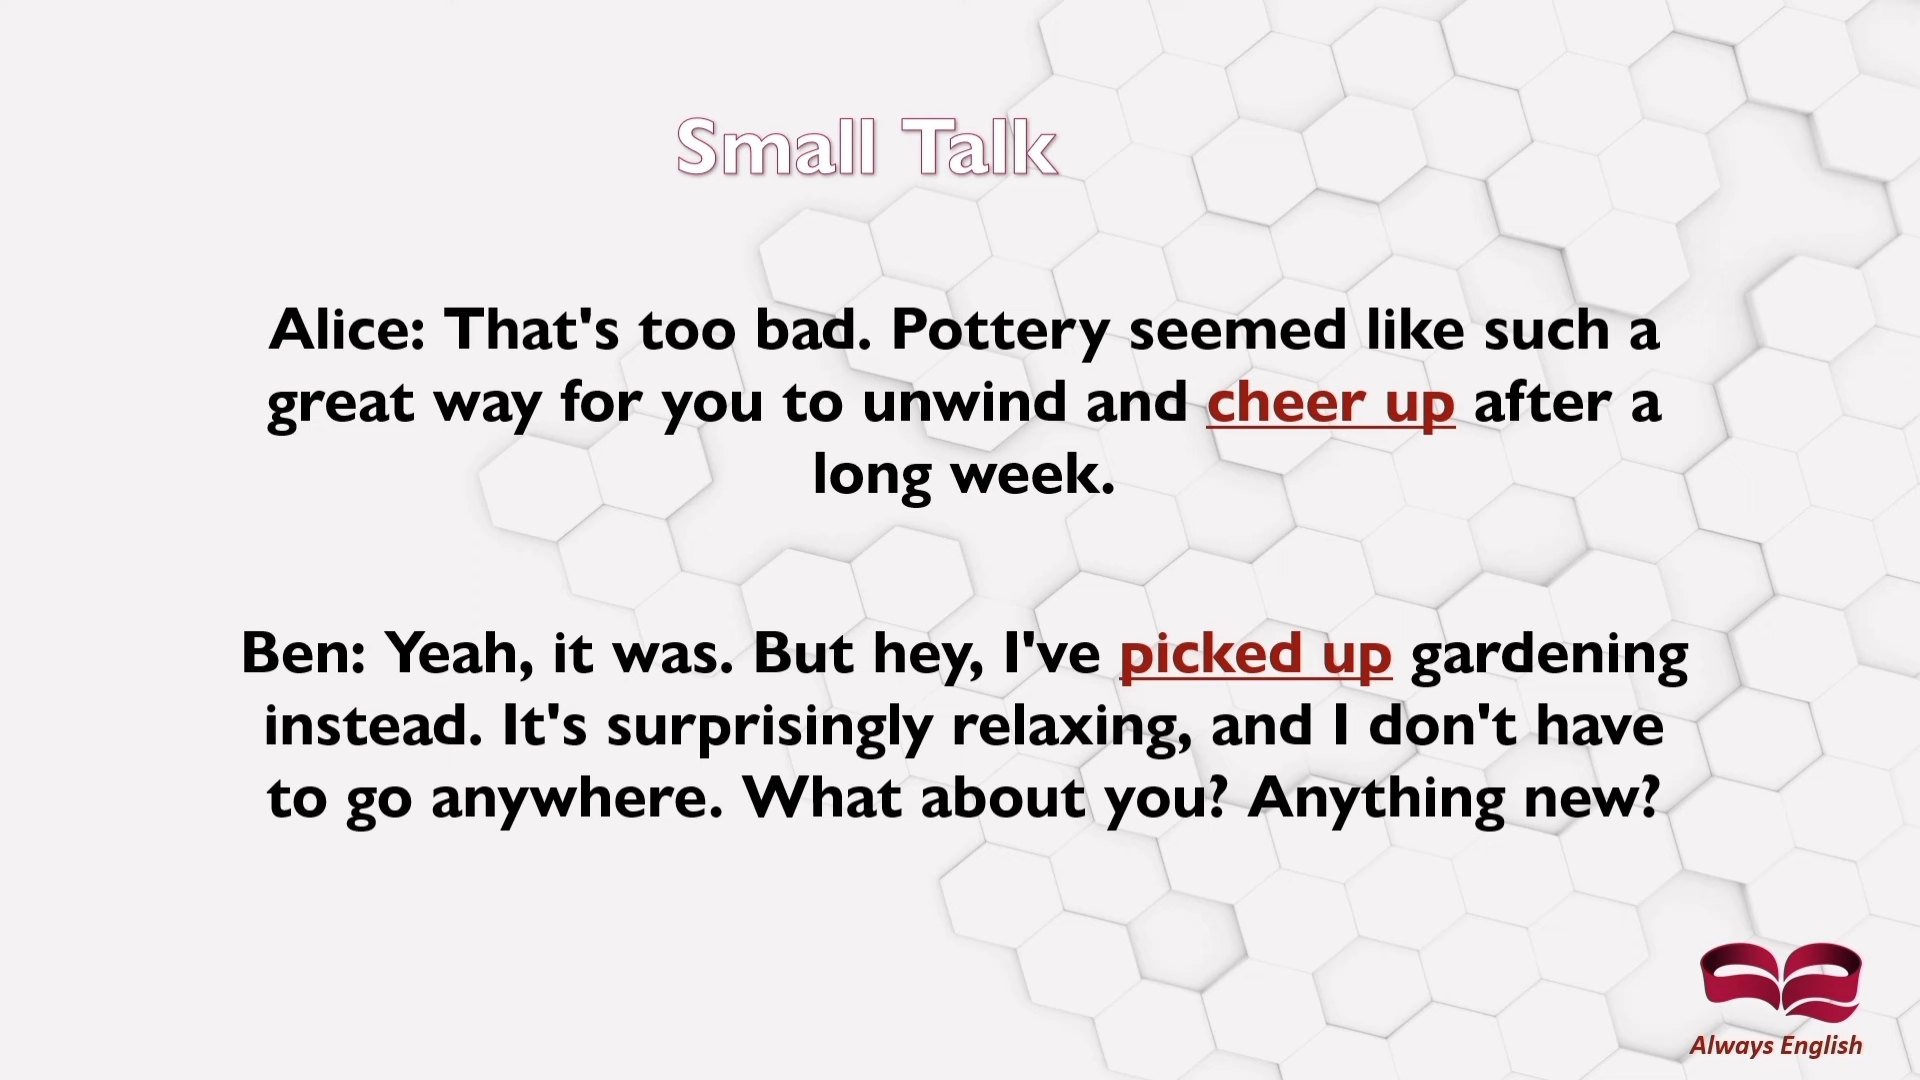 Small Talk
Alice: That's too bad. Pottery seemed like such a
great way for you to unwind and cheer up after a
long week.
Ben: Yeah, it was. But hey, I've picked up gardening
instead. It's surprisingly relaxing, and I don't have
to go anywhere. What about you? Anything new?
Always English